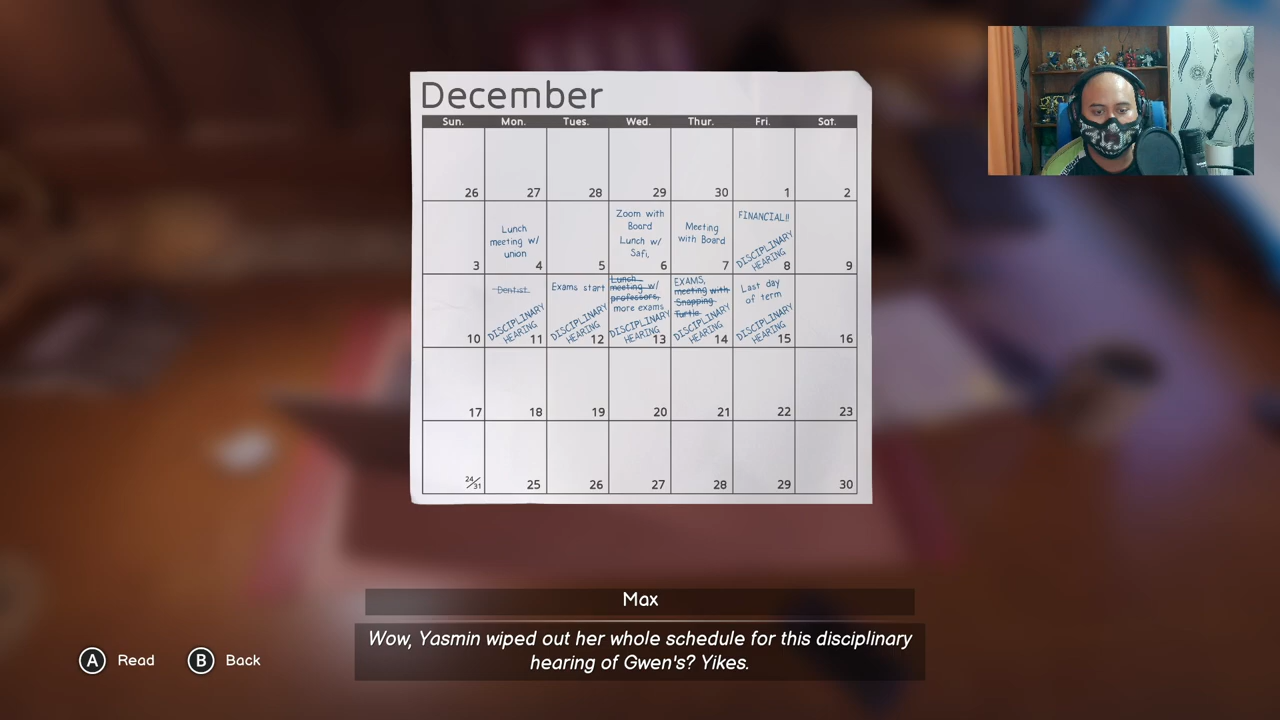 December
Sun. Mon. Tues. Wed. Thur. Fri. Sat.
26 27 28 29 30 1 2
Lunch
meeting w/
union
Zoom with
Board
Lunch w/
Safi,
Meeting
with Board
FINANCIAL!!
DISCIPLINARY
HEARING
3 4 5 6 7 8 9
Dentist
DISCIPLINARY
HEARING
Exams start
DISCIPLINARY
HEARING
Lunch
meeting w/
professors,
more exams
DISCIPLINARY
HEARING
EXAMS,
meeting with
Snapping
Turtle
DISCIPLINARY
HEARING
Last day
of term
DISCIPLINARY
HEARING
10 11 12 13 14 15 16
17 18 19 20 21 22 23
24/31 25 26 27 28 29 30
Max
Wow, Yasmin wiped out her whole schedule for this disciplinary
hearing of Gwen's? Yikes.
A Read B Back